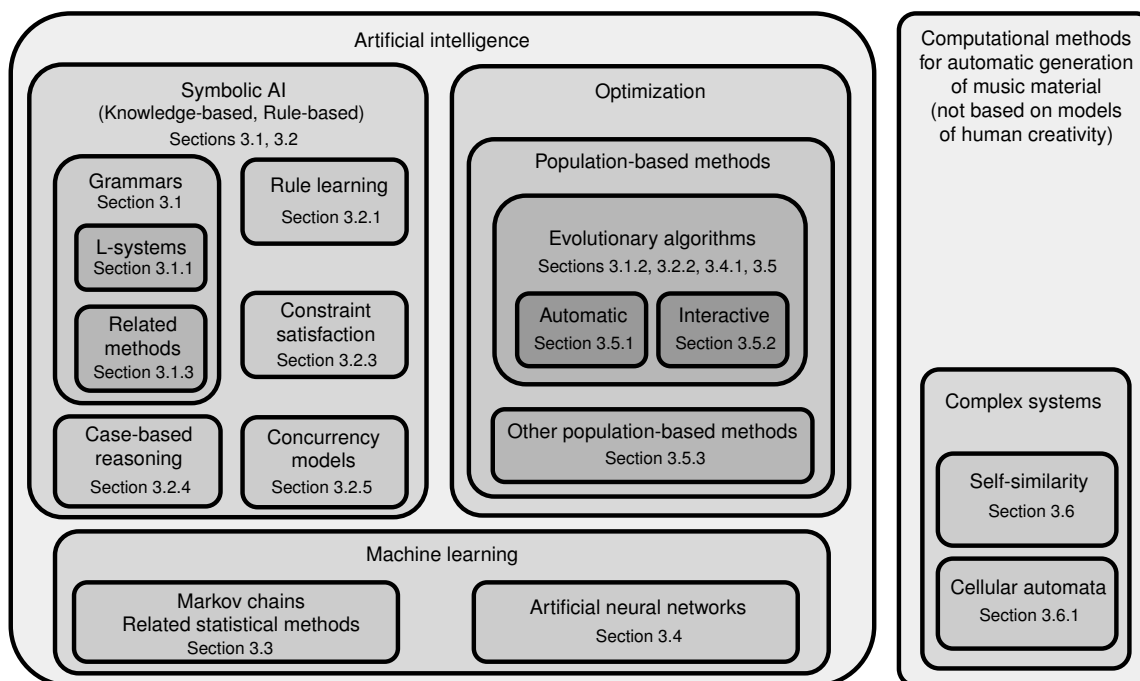 Artificial intelligence
Symbolic AI
(Knowledge-based, Rule-based)
Sections 3.1, 3.2
Grammars
Section 3.1
L-systems
Section 3.1.1
Related
methods
Section 3.1.3
Rule learning
Section 3.2.1
Constraint
satisfaction
Section 3.2.3
Case-based
reasoning
Section 3.2.4
Concurrency
models
Section 3.2.5
Optimization
Population-based methods
Evolutionary algorithms
Sections 3.1.2, 3.2.2, 3.4.1, 3.5
Automatic
Section 3.5.1
Interactive
Section 3.5.2
Other population-based methods
Section 3.5.3
Machine learning
Markov chains
Related statistical methods
Section 3.3
Artificial neural networks
Section 3.4
Computational methods
for automatic generation
of music material
(not based on models
of human creativity)
Complex systems
Self-similarity
Section 3.6
Cellular automata
Section 3.6.1